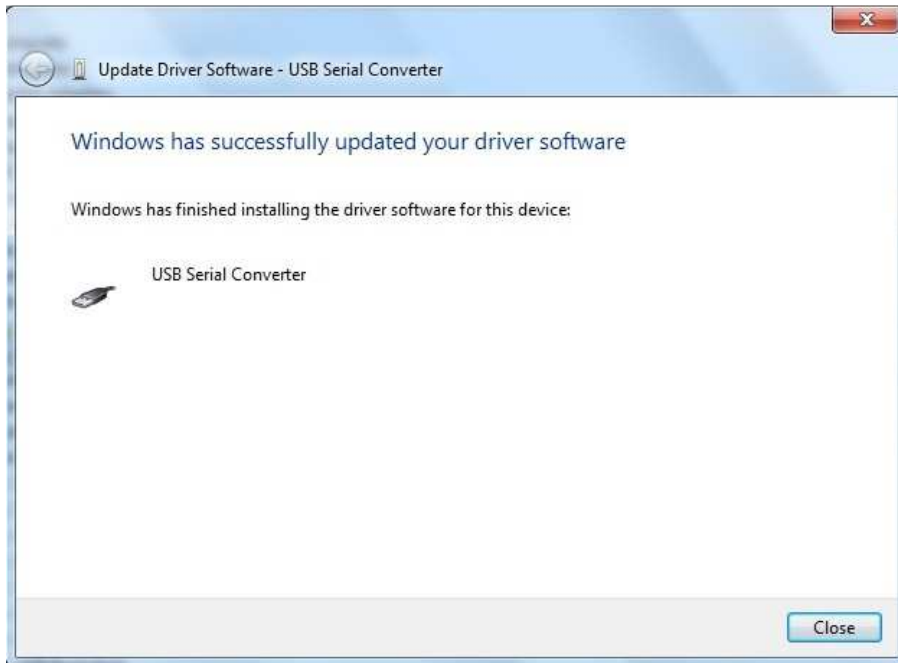 Update Driver Software - USB Serial Converter
Windows has successfully updated your driver software
Windows has finished installing the driver software for this device:
USB Serial Converter
Close